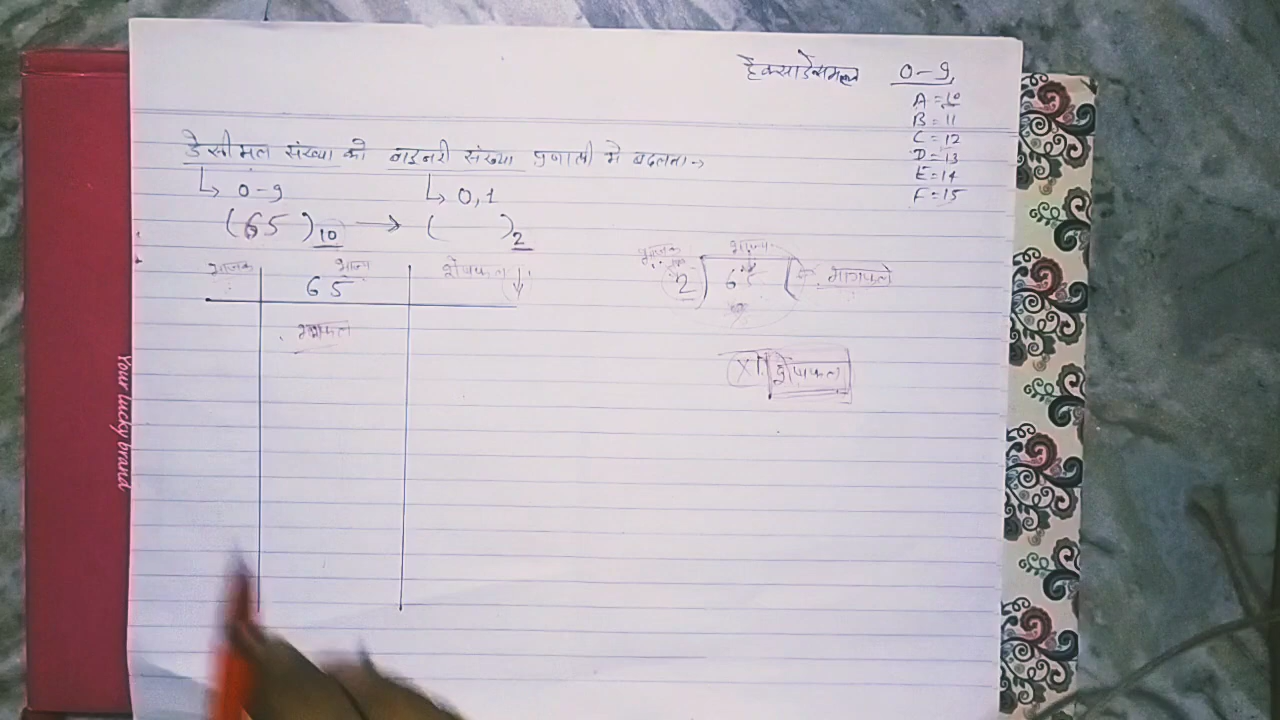 हेक्साडेसीमल 0-9,
A = 10
B = 11
C = 12
D = 13
E = 14
F = 15
डेसीमल संख्या को बाइनरी संख्या प्रणाली में बदलना →
↳ 0-9 ↳ 0,1
(65)10 → ( )2
भाजक भाज्य शेषफल ↓
65
भागफल
भाजक भाज्य
2) 65 ( भागफल
X1 शेषफल
Your lucky brand